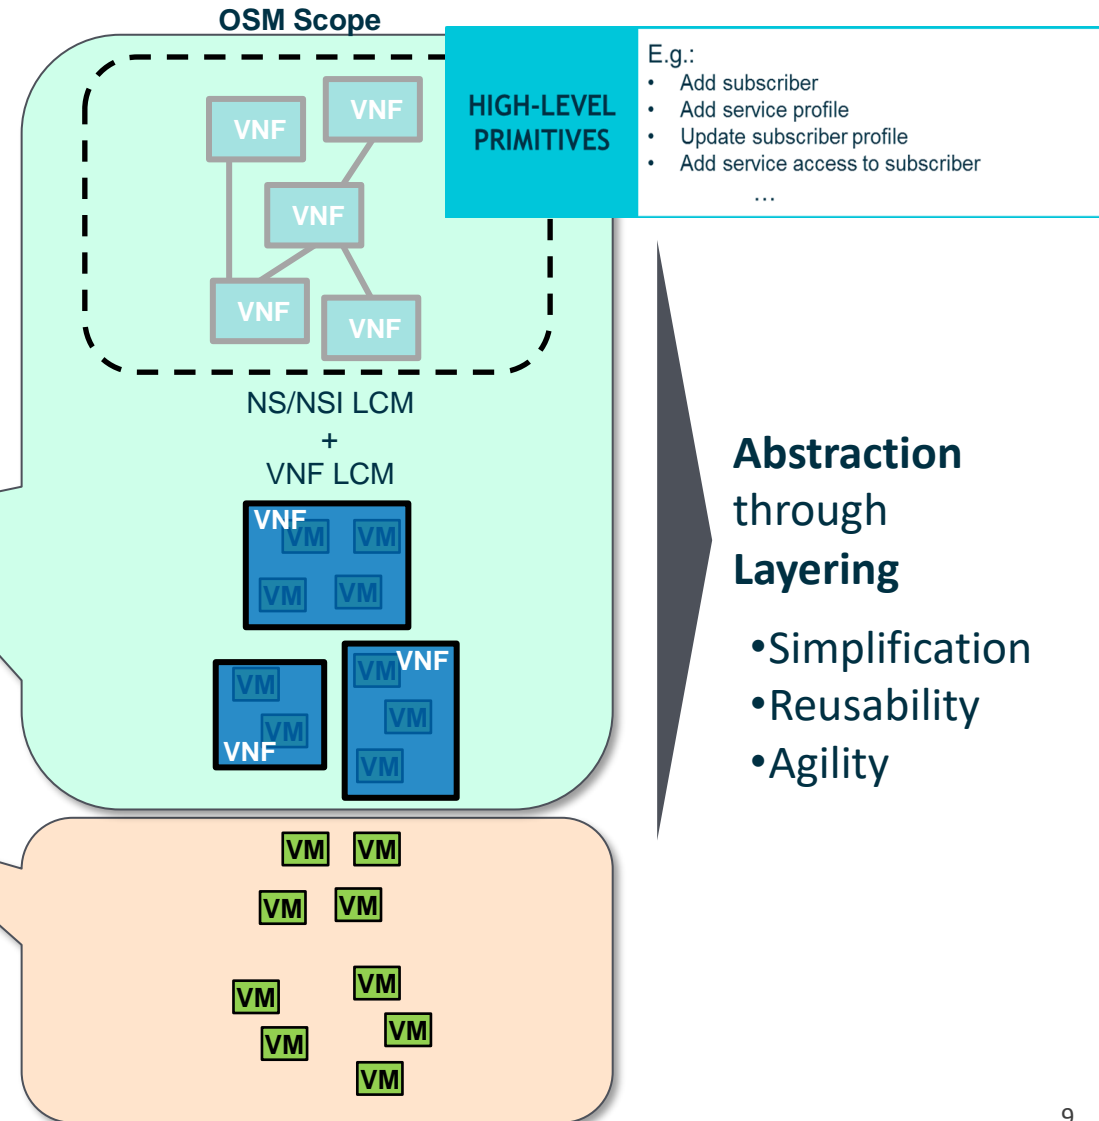 OSM Scope
HIGH-LEVEL
PRIMITIVES
E.g.:
• Add subscriber
• Add service profile
• Update subscriber profile
• Add service access to subscriber
…
VNF
VNF
VNF
VNF
VNF
NS/NSI LCM
+
VNF LCM
VNF
VM VM
VM VM
VM VNF
VM
VM
VM
VNF
VM
Abstraction
through
Layering
•Simplification
•Reusability
•Agility
VM VM
VM VM
VM
VM
VM
VM
VM
9